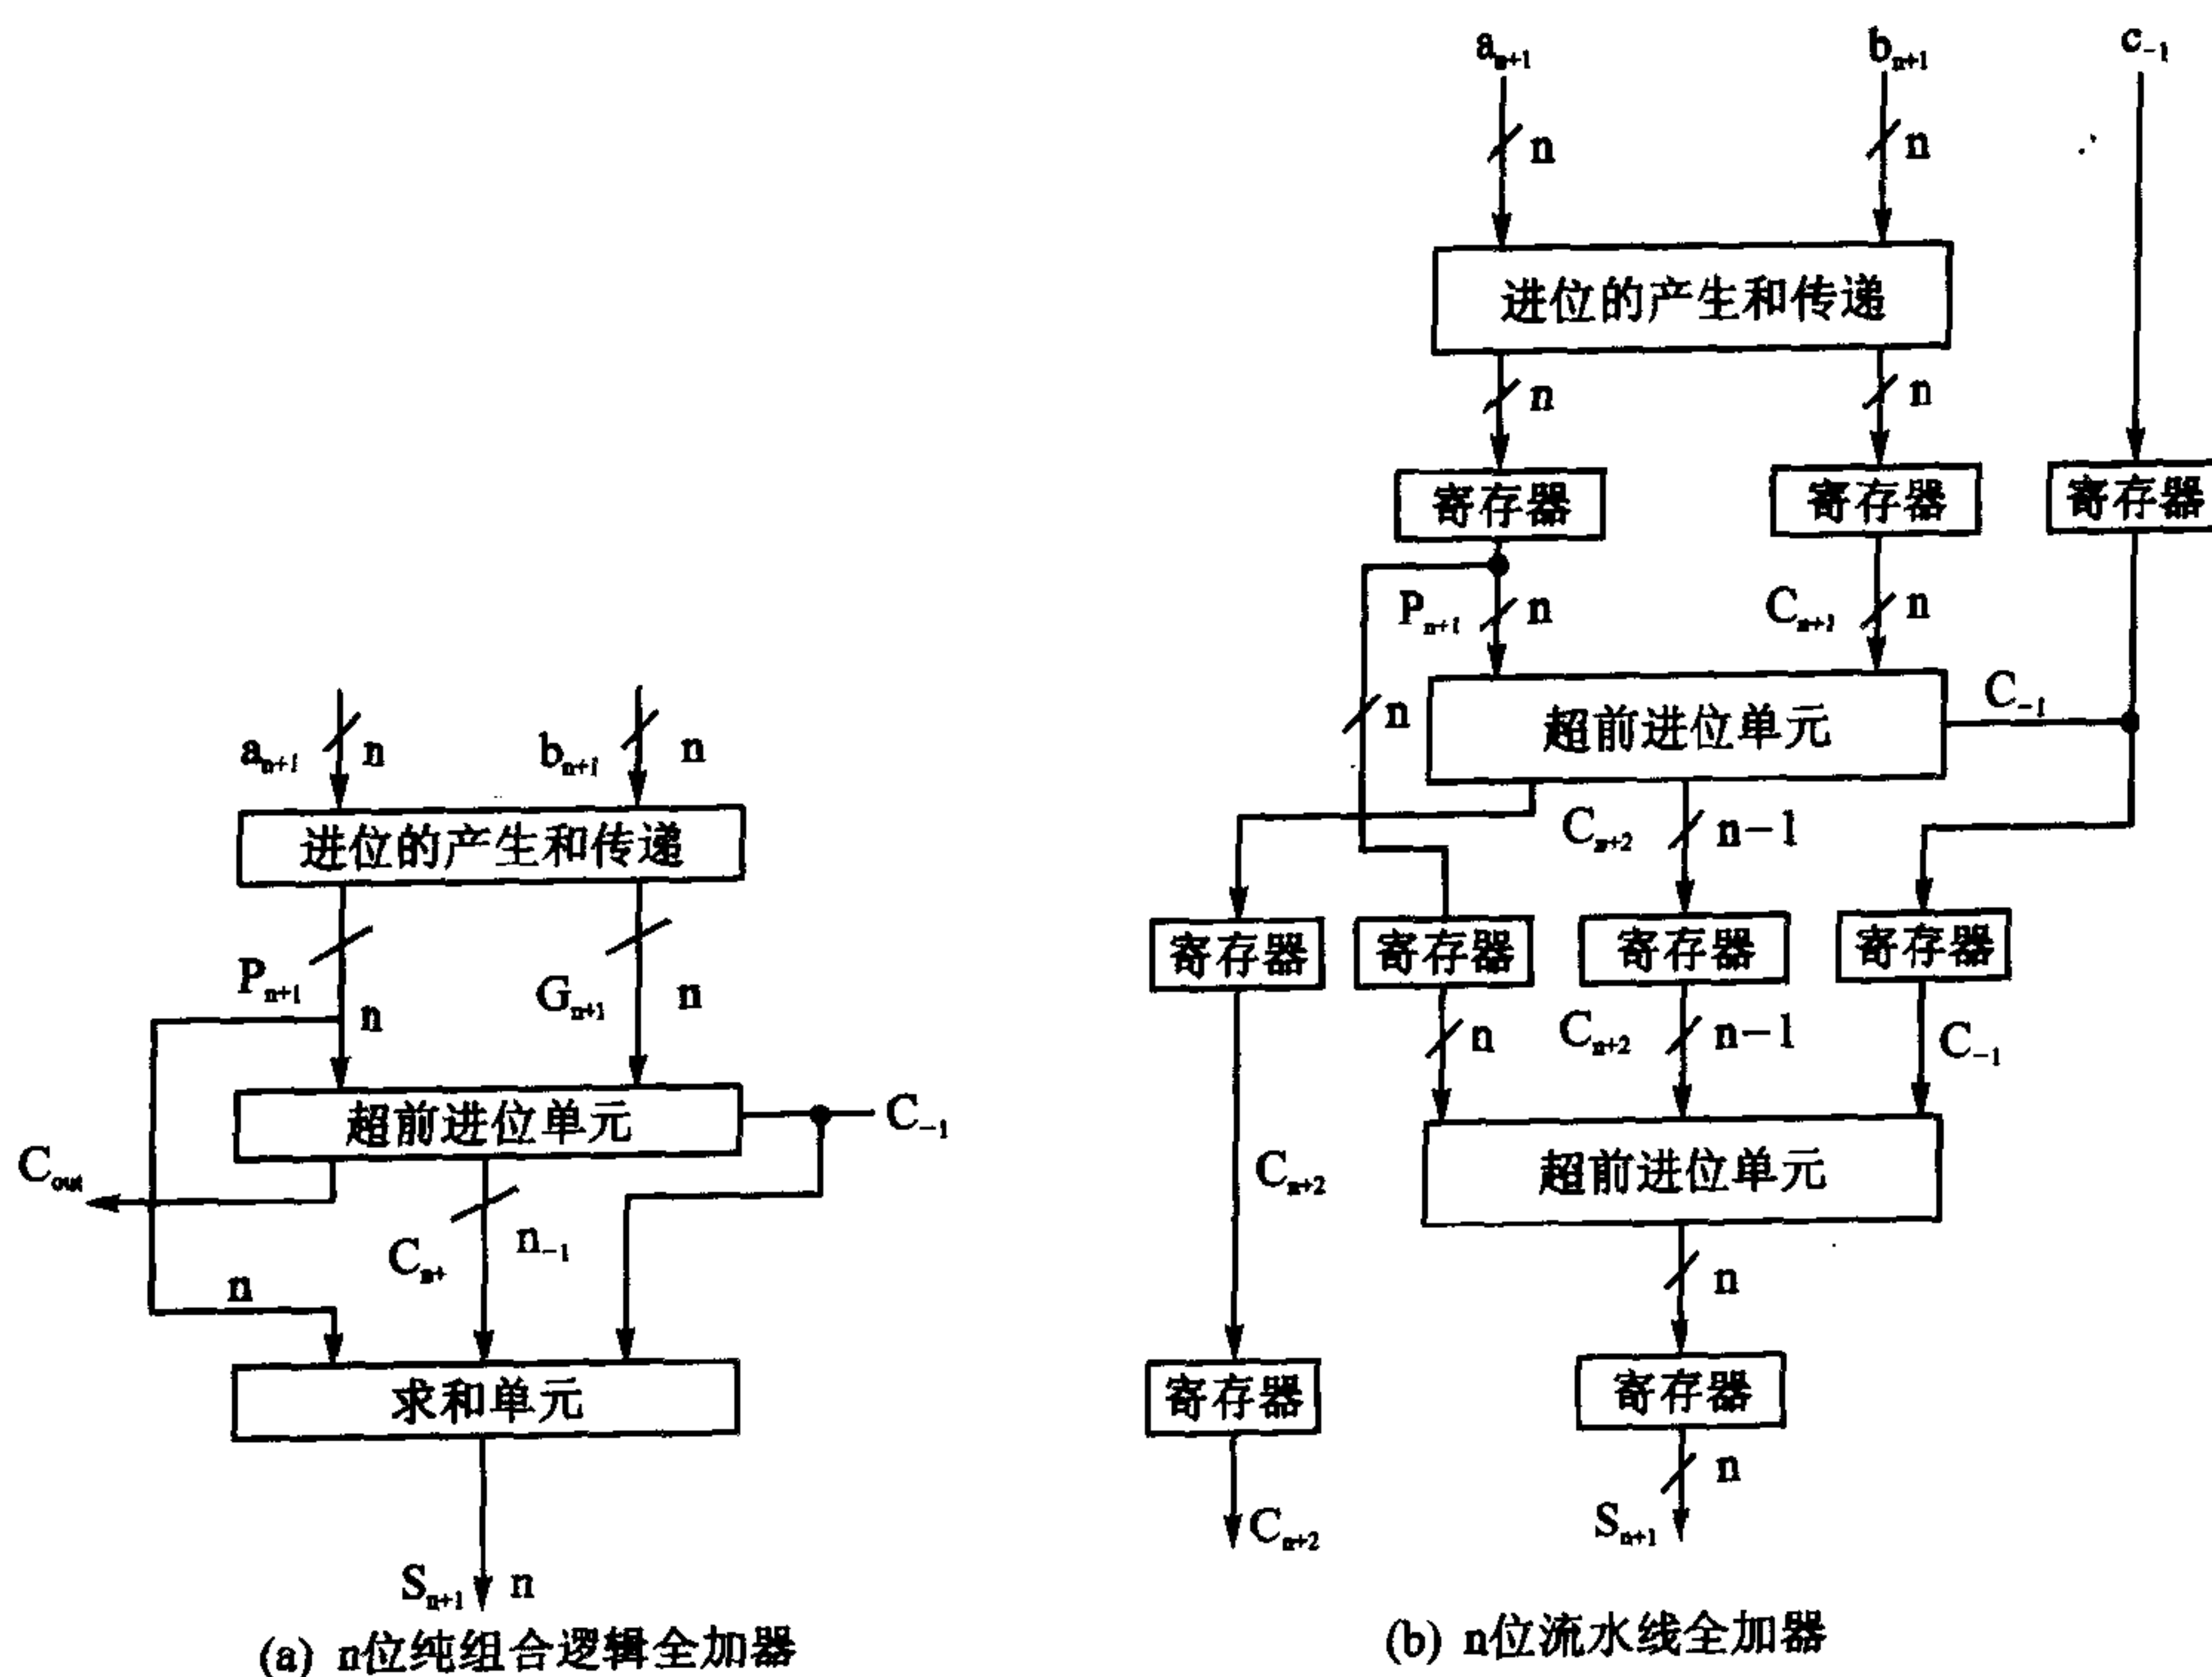 a_{n+1} n b_{n+1} n
进位的产生和传递
P_{n+1} n G_{n+1} n
超前进位单元 C_{-1}
C_{out}
C_{n+} n_{-1}
n
求和单元
S_{n+1} n
(a) n位纯组合逻辑全加器
a_{n+1} b_{n+1} c_{-1}
n n
进位的产生和传递
n n
寄存器 寄存器 寄存器
P_{n+1} n C_{n+1} n
n 超前进位单元 C_{-1}
C_{n+2} n-1
寄存器 寄存器 寄存器 寄存器
n C_{n+2} n-1 C_{-1}
C_{n+2} 超前进位单元
n
寄存器 寄存器
n
C_{n+2} S_{n+1}
(b) n位流水线全加器